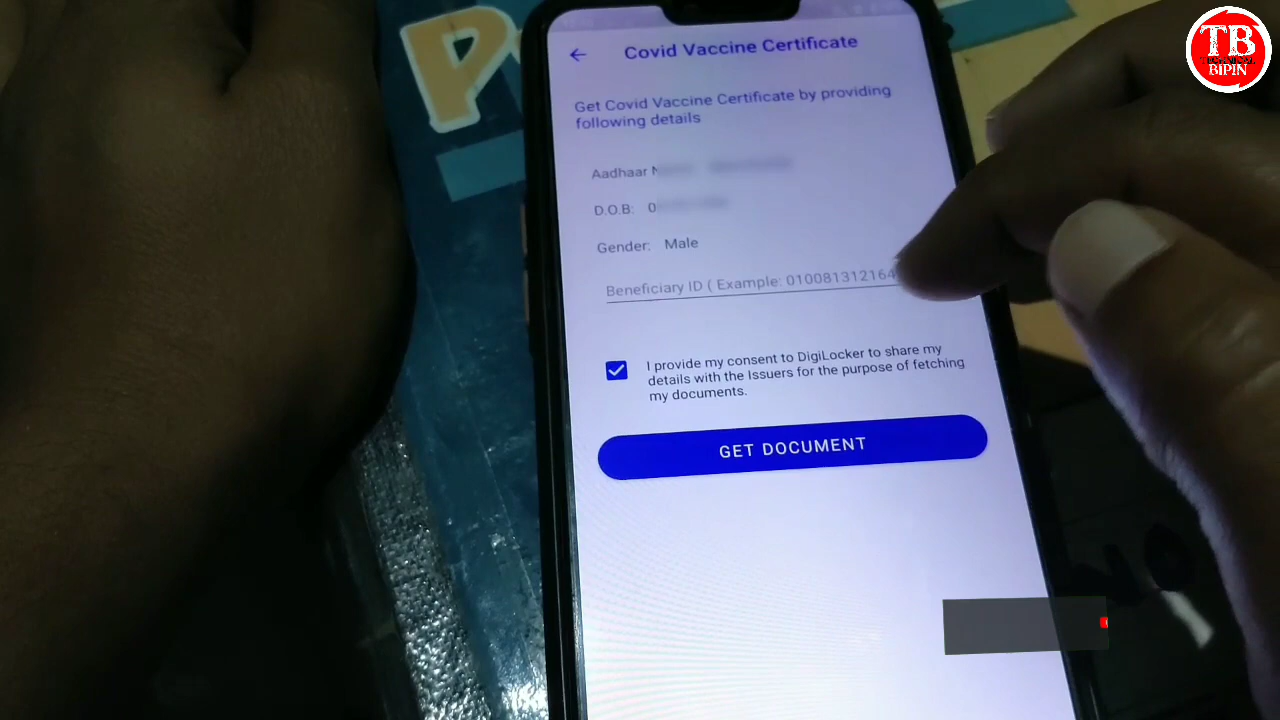 P
TB
TECHNICAL
BIPIN
Covid Vaccine Certificate
Get Covid Vaccine Certificate by providing
following details
Aadhaar
D.O.B: 0
Gender: Male
Beneficiary ID ( Example: 010081312164
I provide my consent to DigiLocker to share my
details with the Issuers for the purpose of fetching
my documents.
GET DOCUMENT